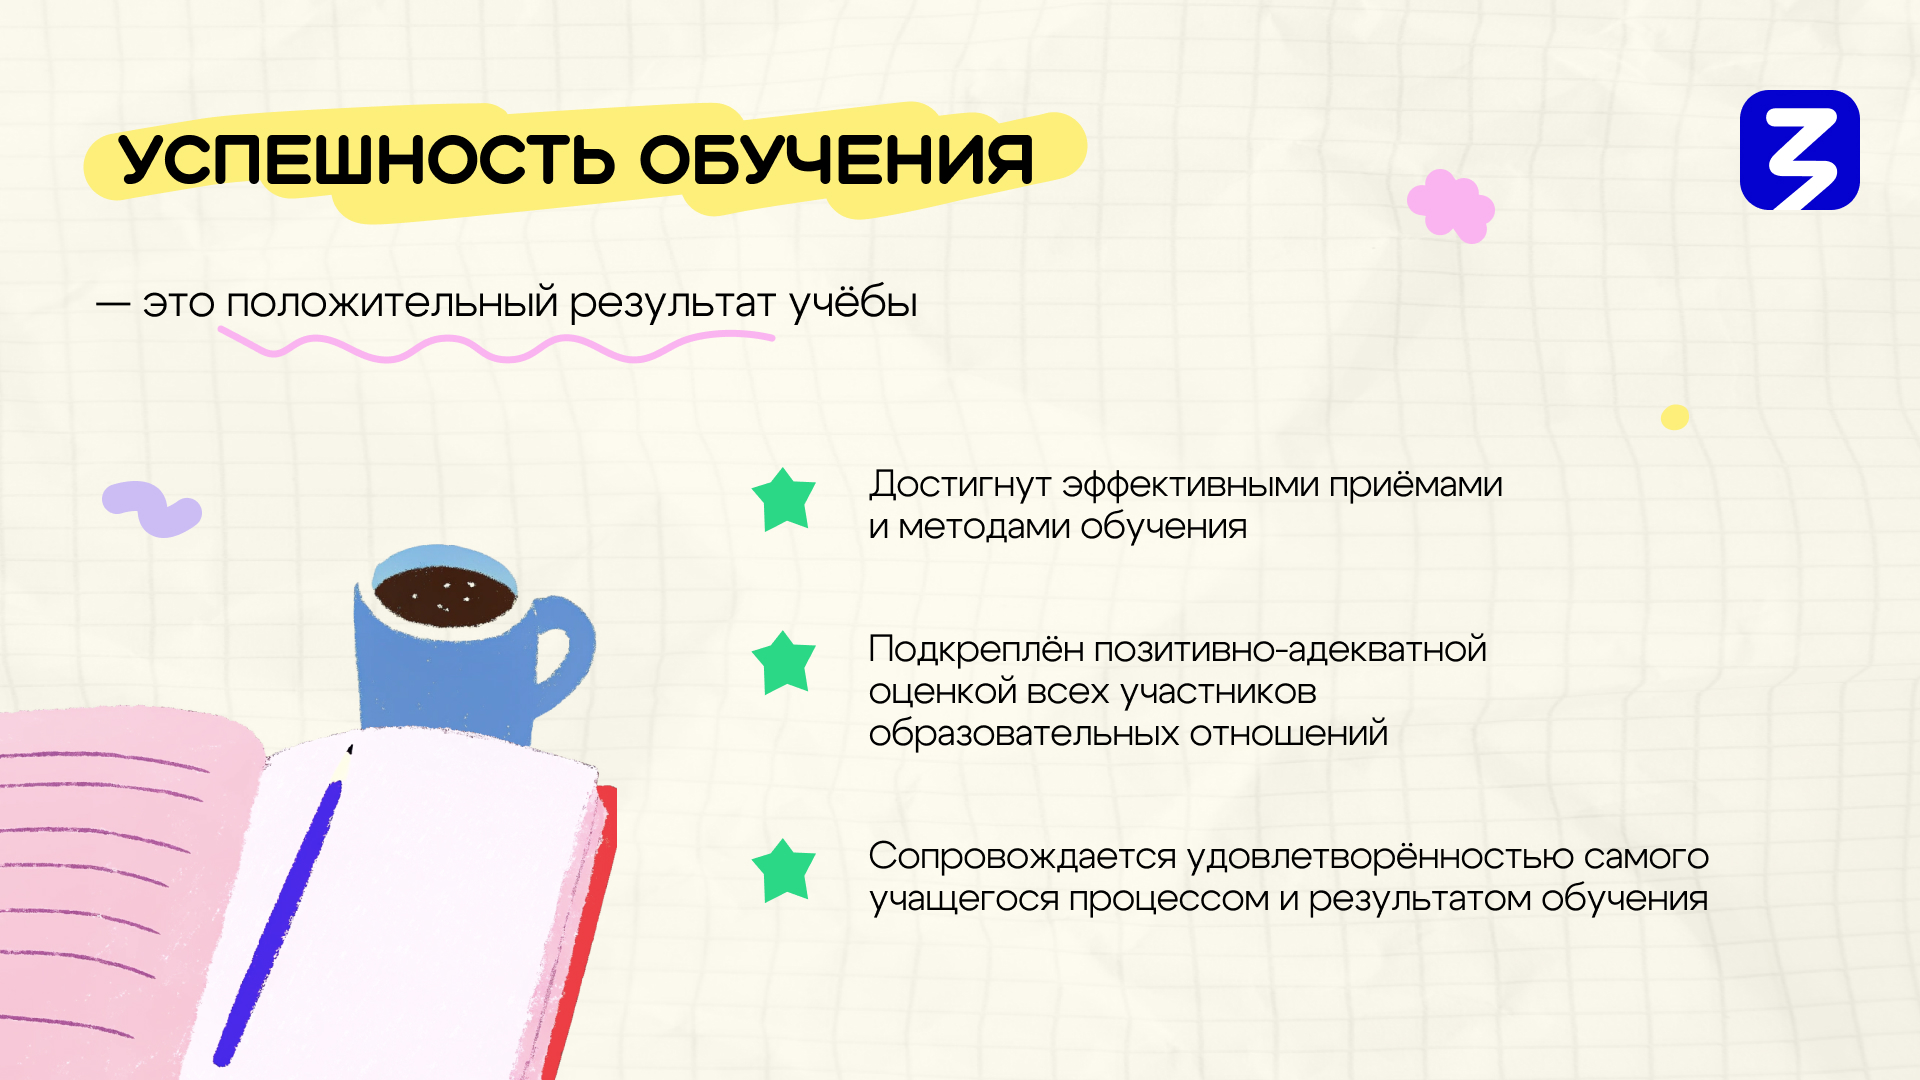 УСПЕШНОСТЬ ОБУЧЕНИЯ
— это положительный результат учёбы
Достигнут эффективными приёмами
и методами обучения
Подкреплён позитивно-адекватной
оценкой всех участников
образовательных отношений
Сопровождается удовлетворённостью самого
учащегося процессом и результатом обучения